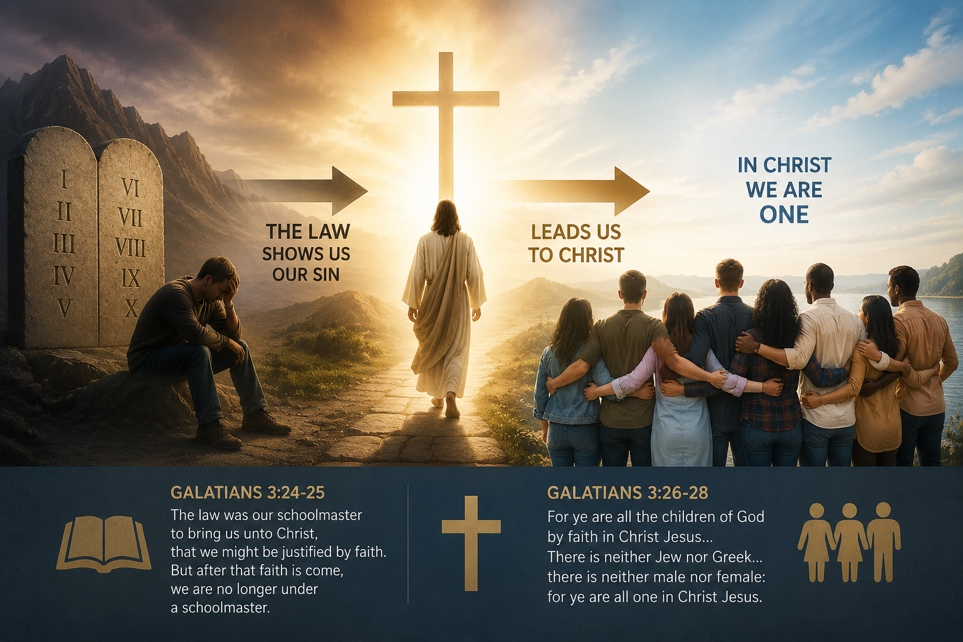 I
II
III
IV
V
VI
VII
VIII
IX
X
THE LAW
SHOWS US
OUR SIN
LEADS US
TO CHRIST
IN CHRIST
WE ARE
ONE
GALATIANS 3:24-25
The law was our schoolmaster
to bring us unto Christ,
that we might be justified by faith.
But after that faith is come,
we are no longer under
a schoolmaster.
GALATIANS 3:26-28
For ye are all the children of God
by faith in Christ Jesus...
There is neither Jew nor Greek...
there is neither male nor female:
for ye are all one in Christ Jesus.